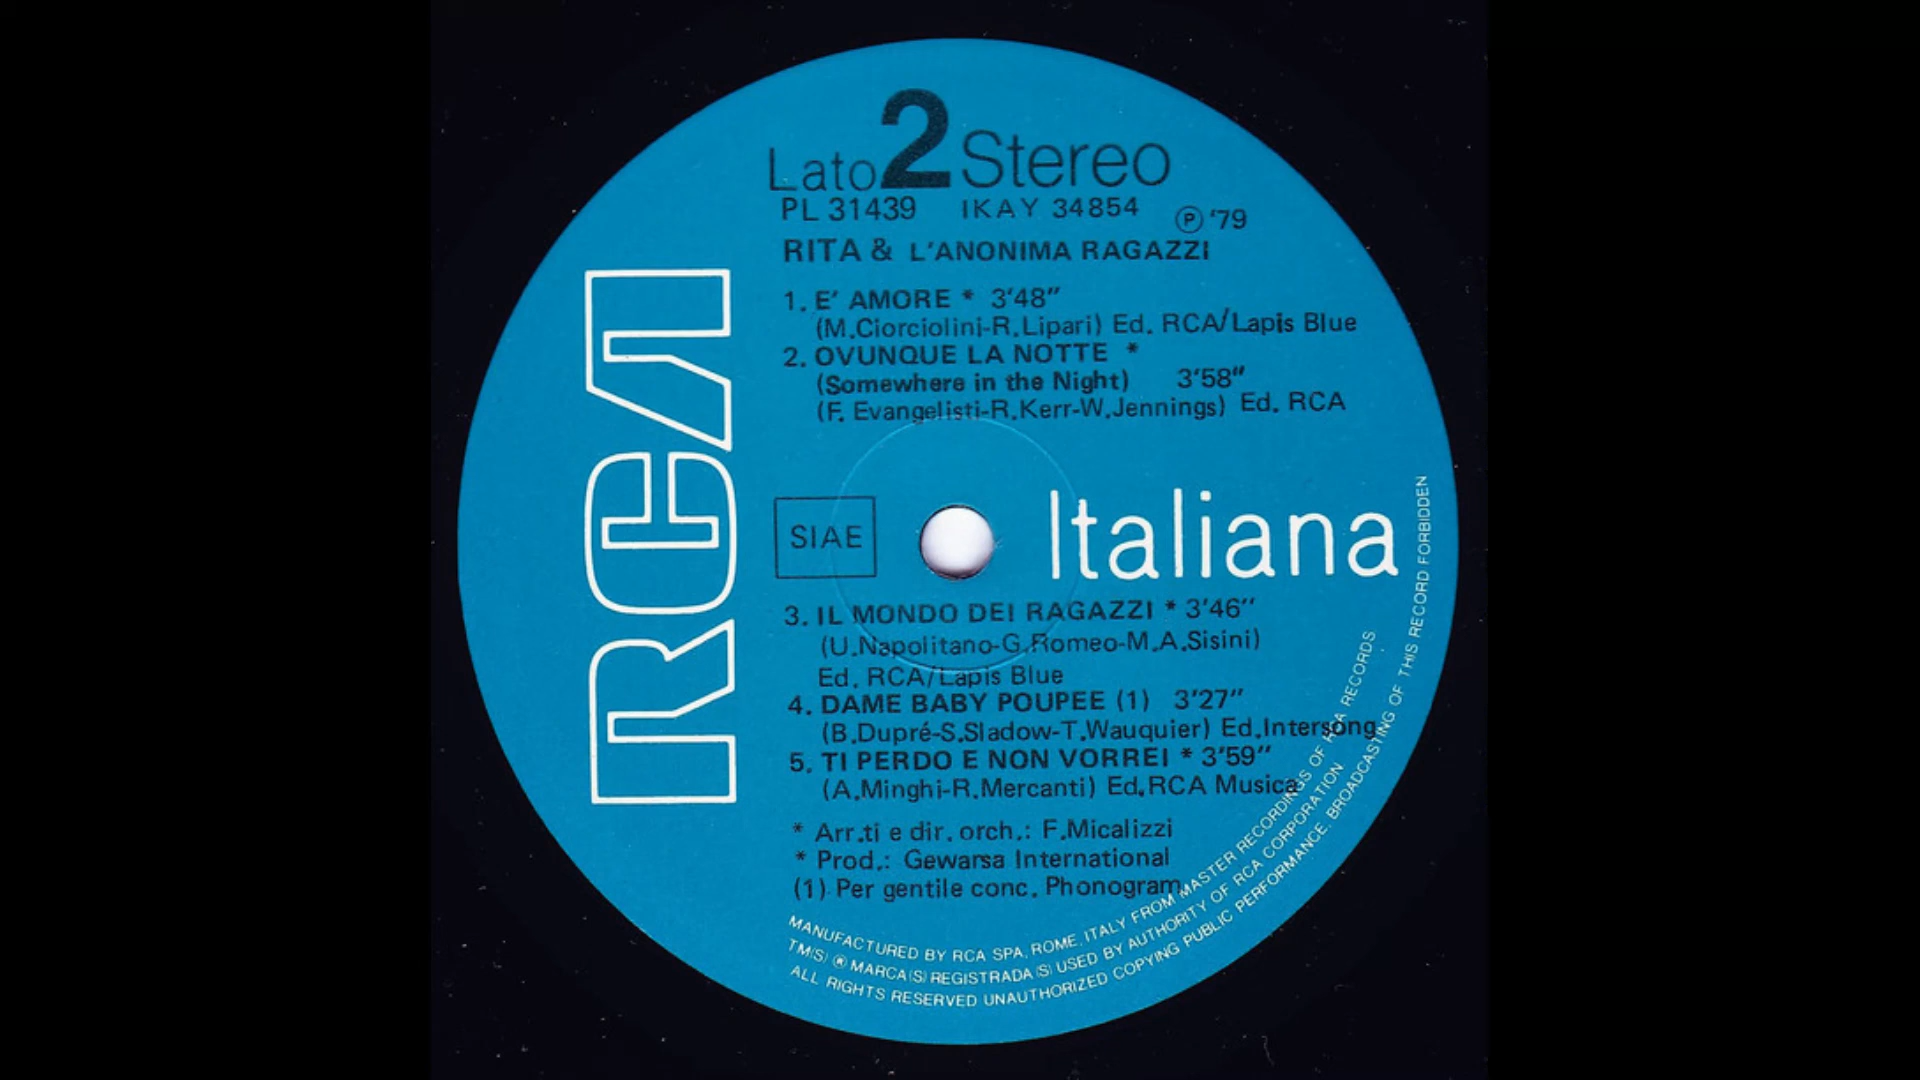 Lato 2 Stereo
PL 31439 IKAY 34854 Ⓟ '79
RITA & L'ANONIMA RAGAZZI
1. E' AMORE * 3'48"
(M.Ciorciolini-R.Lipari) Ed. RCA/Lapis Blue
2. OVUNQUE LA NOTTE *
(Somewhere in the Night) 3'58"
(F. Evangelisti-R.Kerr-W.Jennings) Ed. RCA
RCA
SIAE
Italiana
3. IL MONDO DEI RAGAZZI * 3'46"
(U.Napolitano-G.Romeo-M.A.Sisini)
Ed. RCA/Lapis Blue
4. DAME BABY POUPEE (1) 3'27"
(B.Dupré-S.Sladow-T.Wauquier) Ed.Intersong
5. TI PERDO E NON VORREI * 3'59"
(A.Minghi-R.Mercanti) Ed.RCA Musica
* Arr.ti e dir. orch.: F.Micalizzi
* Prod.: Gewarsa International
(1) Per gentile conc. Phonogram
MANUFACTURED BY RCA SPA, ROME, ITALY FROM MASTER RECORDINGS OF RCA RECORDS
TM(S) ® MARCA(S) REGISTRADA(S) USED BY AUTHORITY OF RCA CORPORATION
ALL RIGHTS RESERVED UNAUTHORIZED COPYING PUBLIC PERFORMANCE. BROADCASTING OF THIS RECORD FORBIDDEN